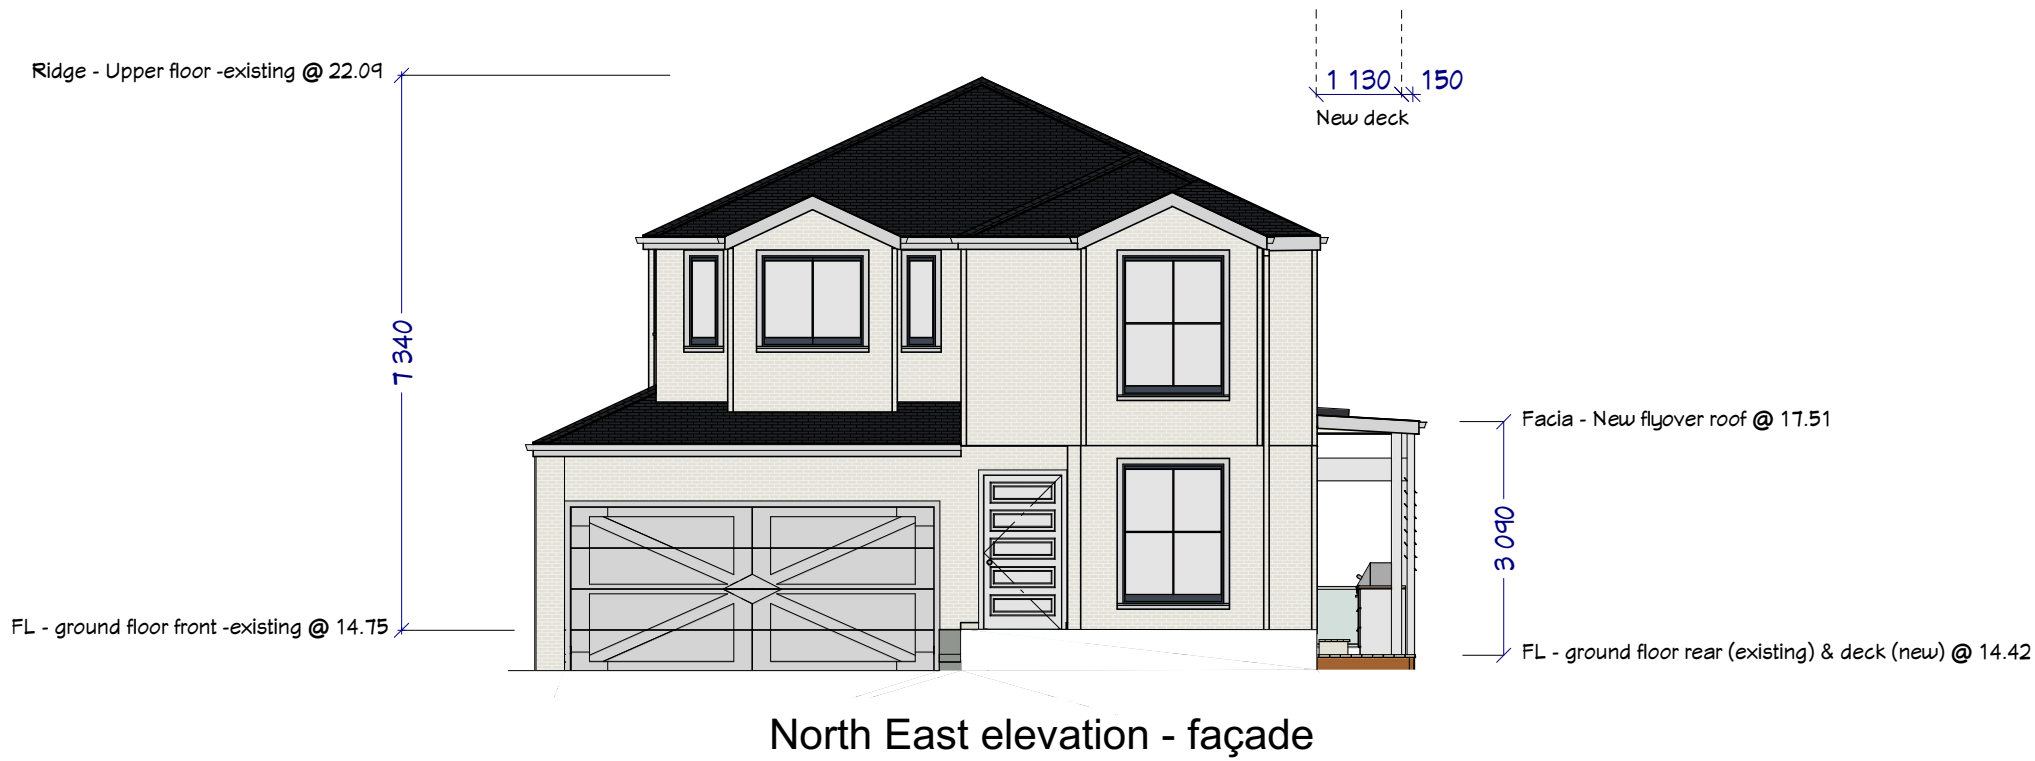 Ridge - Upper floor -existing @ 22.09
1 130 150
New deck
7 340
Facia - New flyover roof @ 17.51
3 090
FL - ground floor front -existing @ 14.75
FL - ground floor rear (existing) & deck (new) @ 14.42
North East elevation - façade